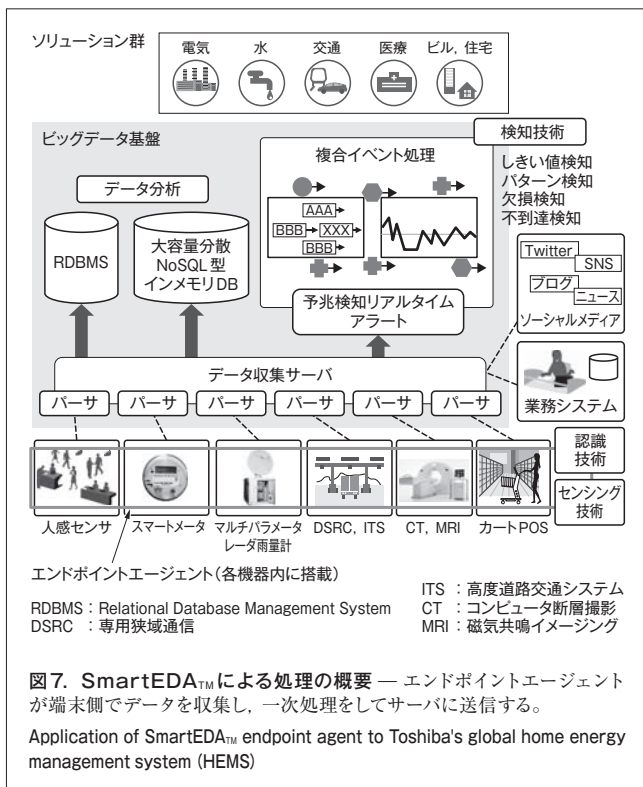 ソリューション群
電気
水
交通
医療
ビル，住宅
ビッグデータ基盤
検知技術
しきい値検知
パターン検知
欠損検知
不到達検知
データ分析
RDBMS
大容量分散
NoSQL型
インメモリDB
複合イベント処理
AAA
BBB
XXX
BBB
予兆検知リアルタイム
アラート
Twitter
SNS
ブログ
ニュース
ソーシャルメディア
業務システム
データ収集サーバ
パーサ
パーサ
パーサ
パーサ
パーサ
パーサ
認識
技術
センシング
技術
人感センサ
スマートメータ
マルチパラメータ
レーダ雨量計
DSRC, ITS
CT, MRI
カートPOS
エンドポイントエージェント（各機器内に搭載）
RDBMS：Relational Database Management System
DSRC ：専用狭域通信
ITS ：高度道路交通システム
CT ：コンピュータ断層撮影
MRI：磁気共鳴イメージング
図7．SmartEDA™による処理の概要 — エンドポイントエージェント
が端末側でデータを収集し，一次処理をしてサーバに送信する。
Application of SmartEDA™ endpoint agent to Toshiba's global home energy
management system (HEMS)